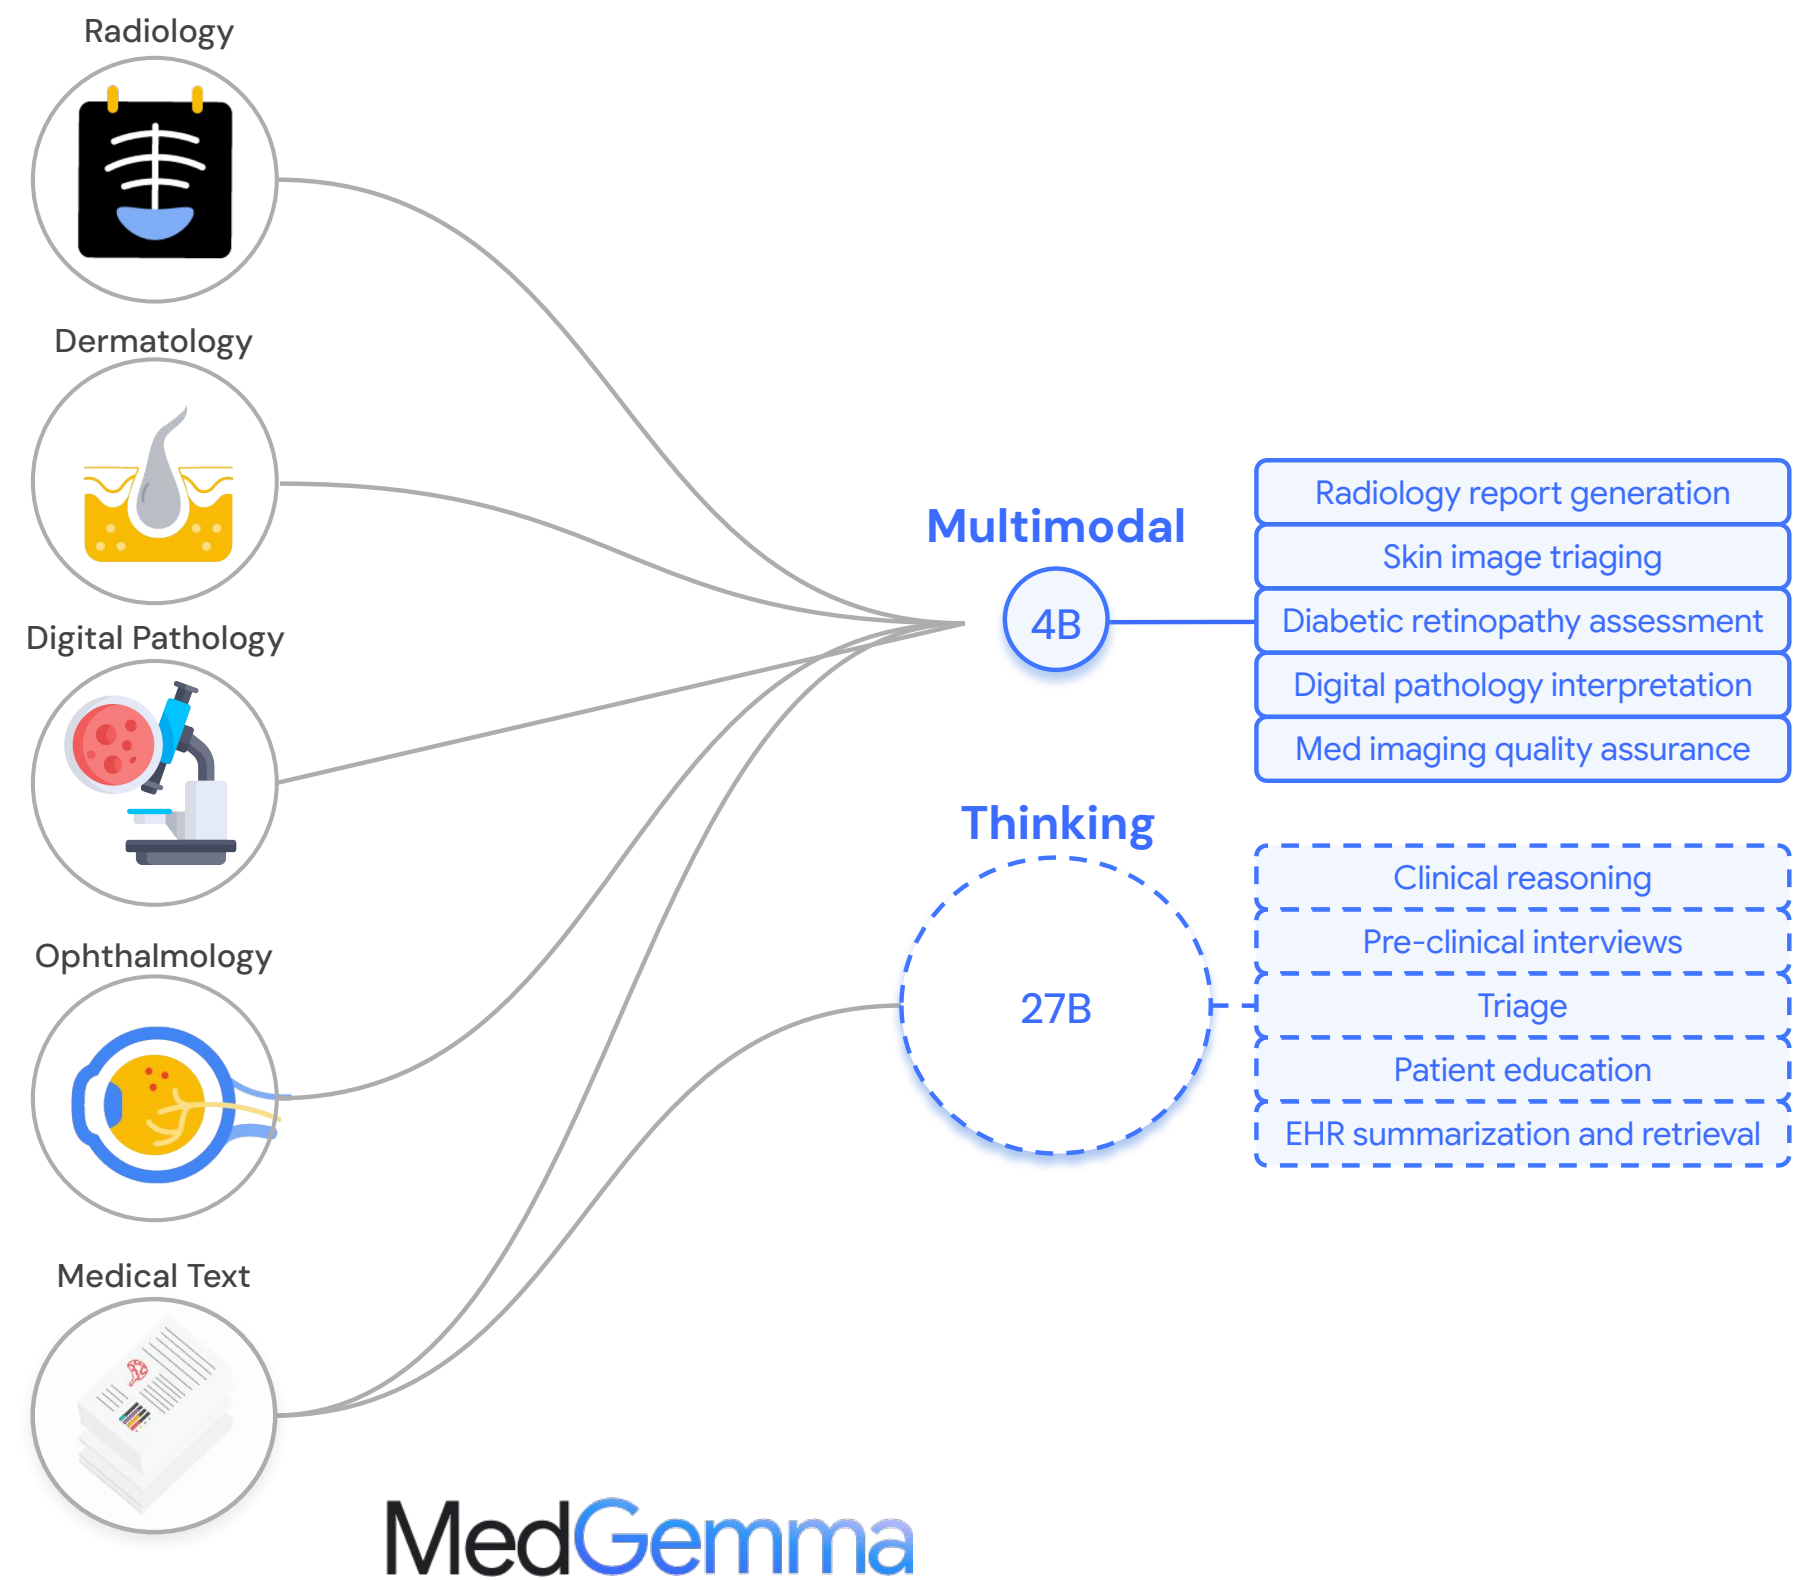 Radiology
Dermatology
Digital Pathology
Ophthalmology
Medical Text
Multimodal
4B
Radiology report generation
Skin image triaging
Diabetic retinopathy assessment
Digital pathology interpretation
Med imaging quality assurance
Thinking
27B
Clinical reasoning
Pre-clinical interviews
Triage
Patient education
EHR summarization and retrieval
MedGemma